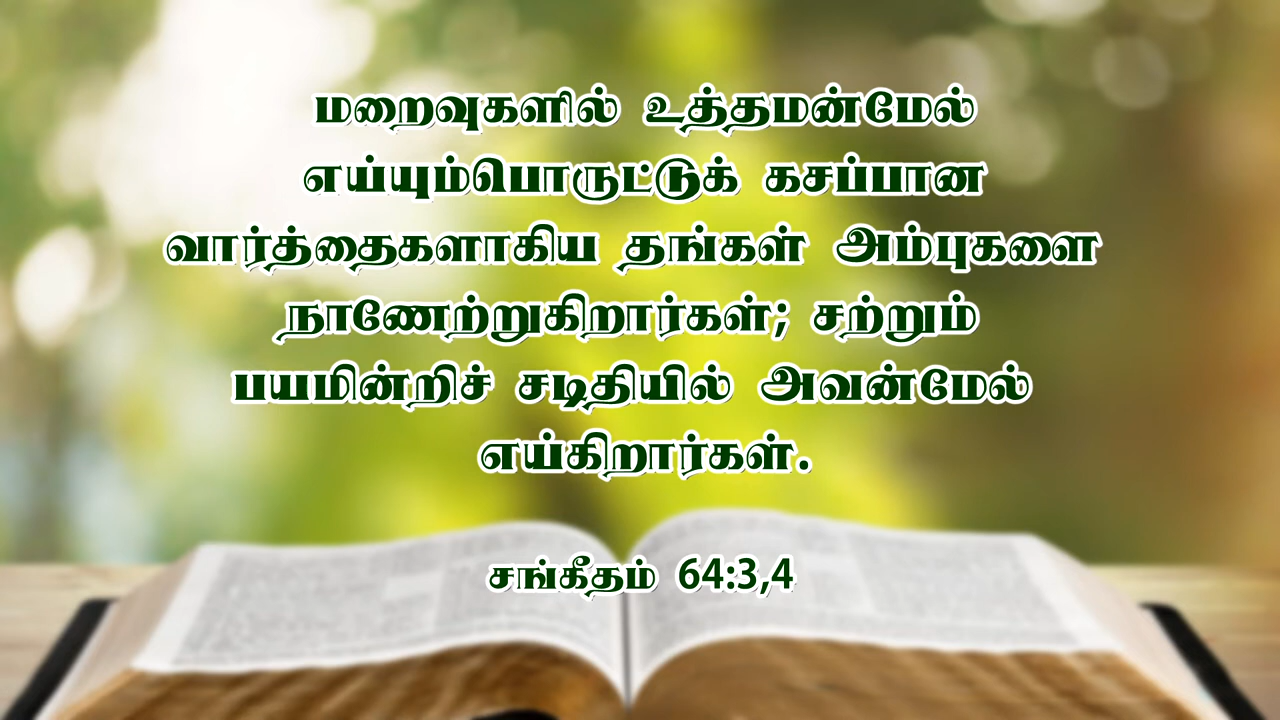 மறைவுகளில் உத்தமன்மேல்
எய்யும்பொருட்டுக் கசப்பான
வார்த்தைகளாகிய தங்கள் அம்புகளை
நாணேற்றுகிறார்கள்; சற்றும்
பயமின்றிச் சடிதியில் அவன்மேல்
எய்கிறார்கள்.
சங்கீதம் 64:3,4